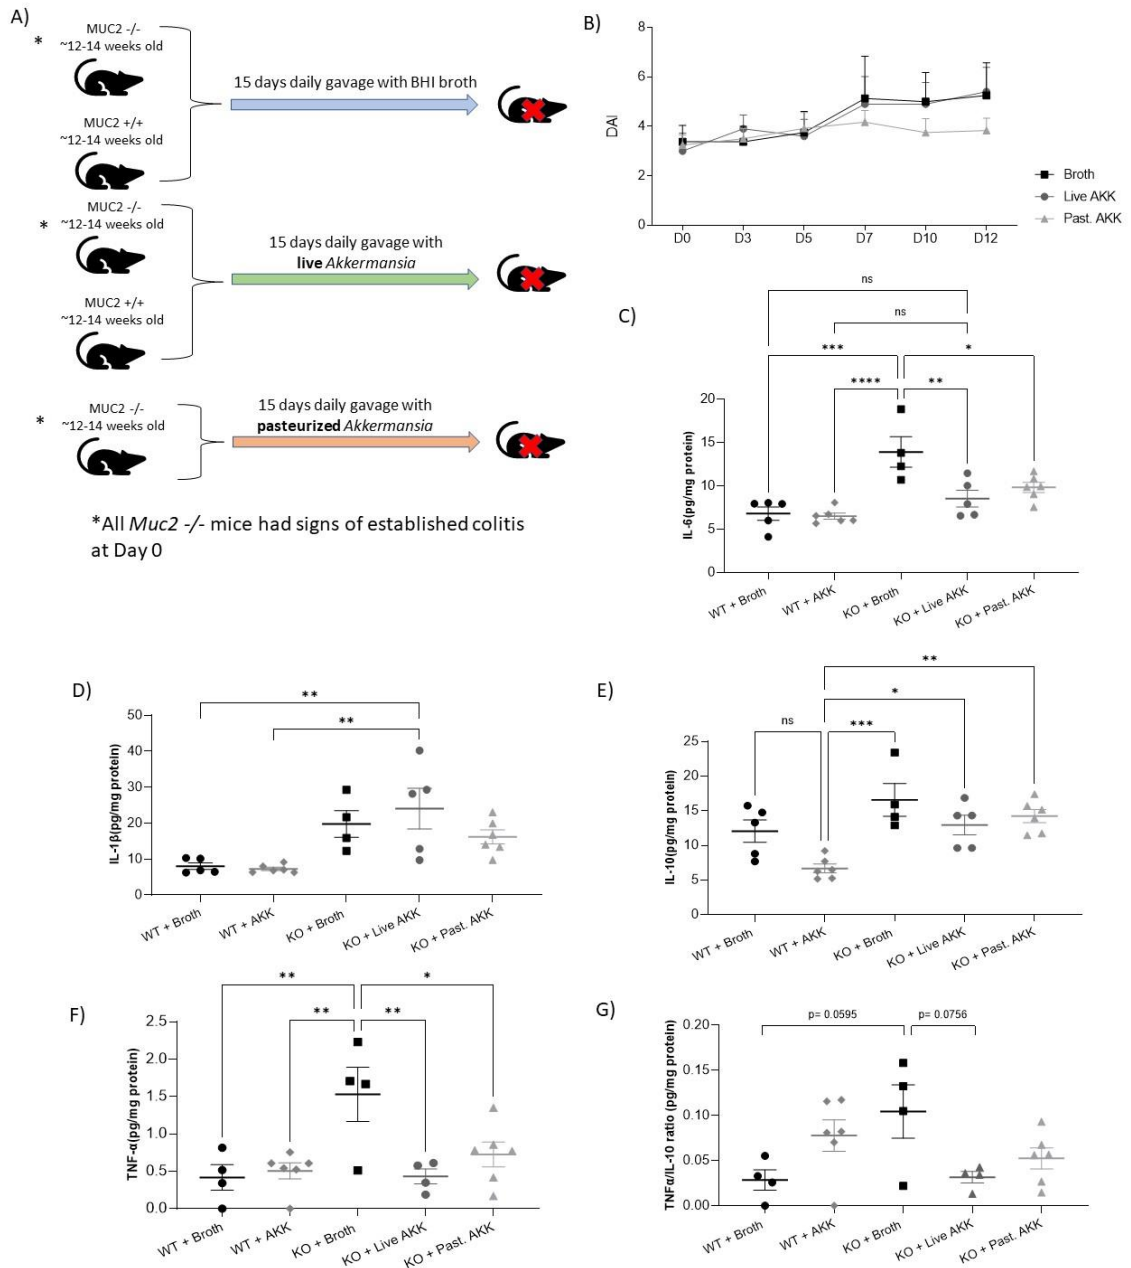 A)
MUC2 -/-
* ~12-14 weeks old
15 days daily gavage with BHI broth
MUC2 +/+
~12-14 weeks old
MUC2 -/-
* ~12-14 weeks old
15 days daily gavage with
live Akkermansia
MUC2 +/+
~12-14 weeks old
MUC2 -/-
* ~12-14 weeks old
15 days daily gavage with
pasteurized Akkermansia
*All Muc2 -/- mice had signs of established colitis
at Day 0
B)
DAI
8
6
4
2
0
D0 D3 D5 D7 D10 D12
Broth
Live AKK
Past. AKK
C)
ns
ns
*** *
**** **
IL-6(pg/mg protein)
20
15
10
5
0
WT + Broth WT + AKK KO + Broth KO + Live AKK KO + Past. AKK
D)
**
**
IL-1β(pg/mg protein)
50
40
30
20
10
0
WT + Broth WT + AKK KO + Broth KO + Live AKK KO + Past. AKK
E)
**
*
ns ***
IL-10(pg/mg protein)
25
20
15
10
5
0
WT + Broth WT + AKK KO + Broth KO + Live AKK KO + Past. AKK
F)
** *
** **
TNF-α(pg/mg protein)
2.5
2.0
1.5
1.0
0.5
0.0
WT + Broth WT + AKK KO + Broth KO + Live AKK KO + Past. AKK
G)
p= 0.0595 p= 0.0756
TNFα/IL-10 ratio (pg/mg protein)
0.20
0.15
0.10
0.05
0.00
WT + Broth WT + AKK KO + Broth KO + Live AKK KO + Past. AKK